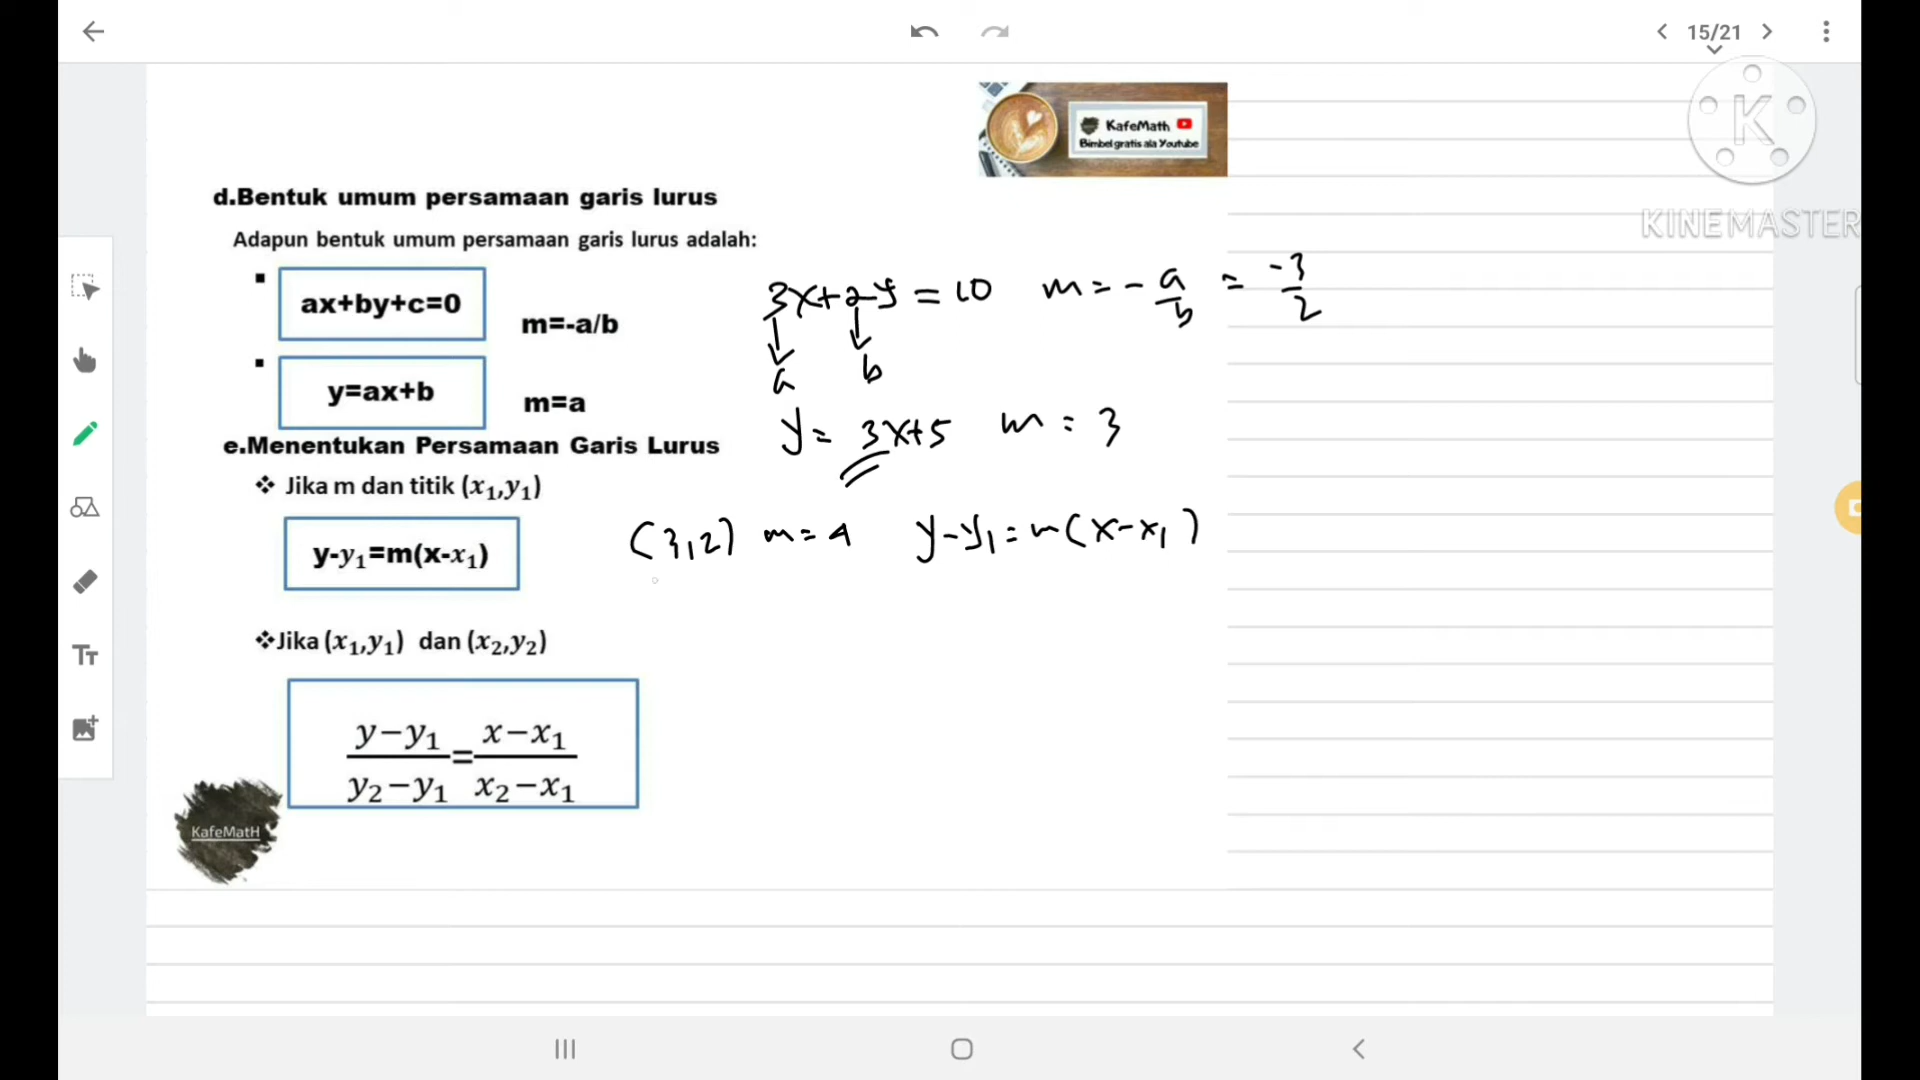 15/21
KafeMath
Bimbel gratis ala Youtube
K
KINEMASTER
d.Bentuk umum persamaan garis lurus
Adapun bentuk umum persamaan garis lurus adalah:
▪ ax+by+c=0 m=-a/b
3x+2y = 10 m = - a/b = -3/2
a b
▪ y=ax+b m=a
y = 3x+5 m = 3
e.Menentukan Persamaan Garis Lurus
❖ Jika m dan titik (x₁,y₁)
y-y₁=m(x-x₁)
(3,2) m=4 y-y₁=m(x-x₁)
❖Jika (x₁,y₁) dan (x₂,y₂)
y−y₁/y₂−y₁ = x−x₁/x₂−x₁
KafeMatH
Tт